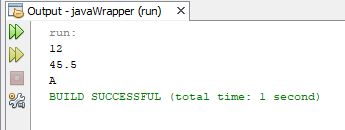 Output - javaWrapper (run)
run:
12
45.5
A
BUILD SUCCESSFUL (total time: 1 second)